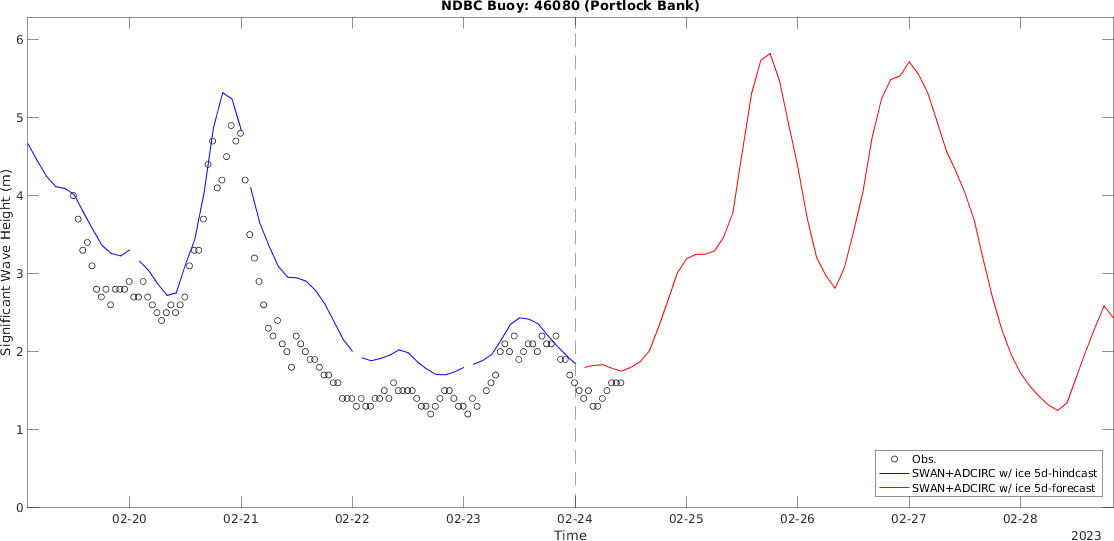 NDBC Buoy: 46080 (Portlock Bank)
Significant Wave Height (m)
6
5
4
3
2
1
0
Obs.
SWAN+ADCIRC w/ ice 5d-hindcast
SWAN+ADCIRC w/ ice 5d-forecast
02-20 02-21 02-22 02-23 02-24 02-25 02-26 02-27 02-28
Time
2023